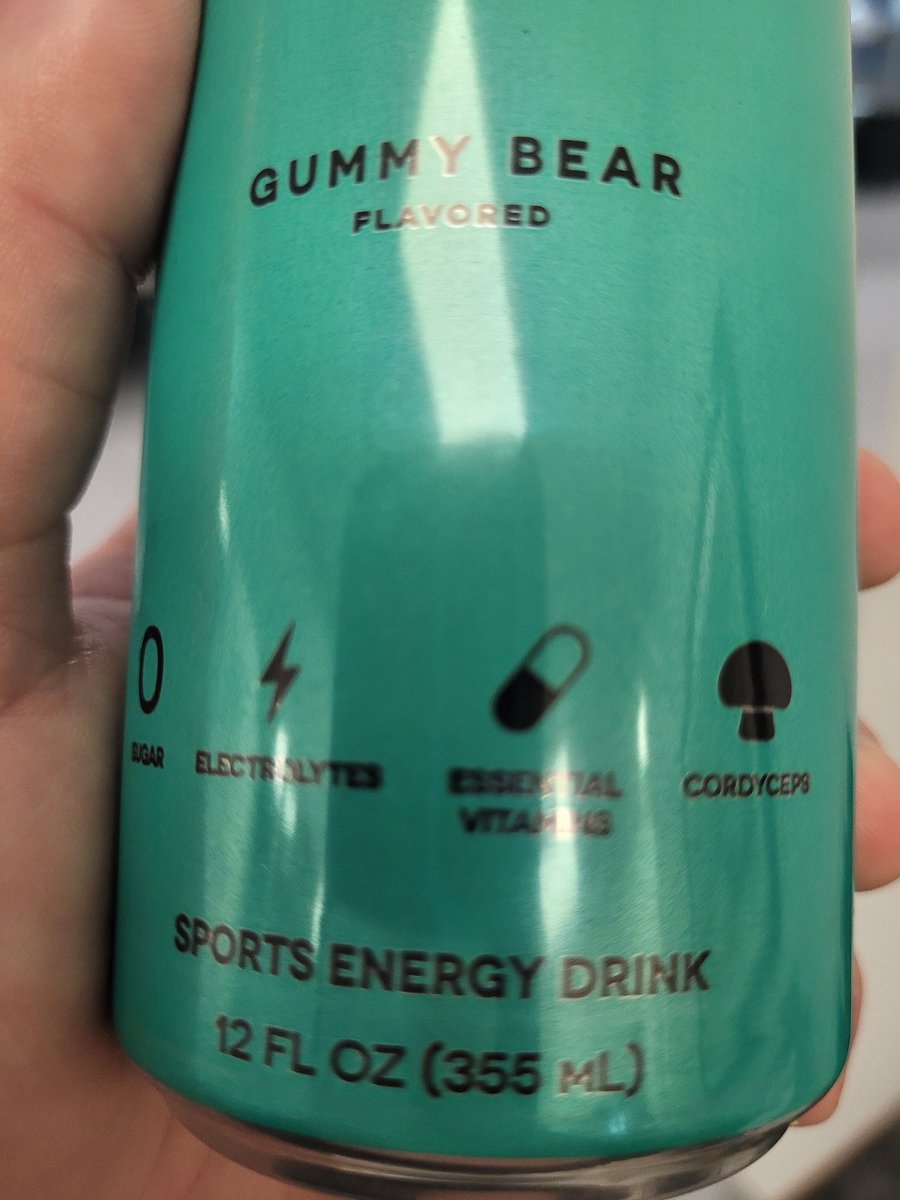 GUMMY BEAR
FLAVORED
0
SUGAR
ELECTROLYTES
ESSENTIAL
VITAMINS
CORDYCEPS
SPORTS ENERGY DRINK
12 FL OZ (355 ML)